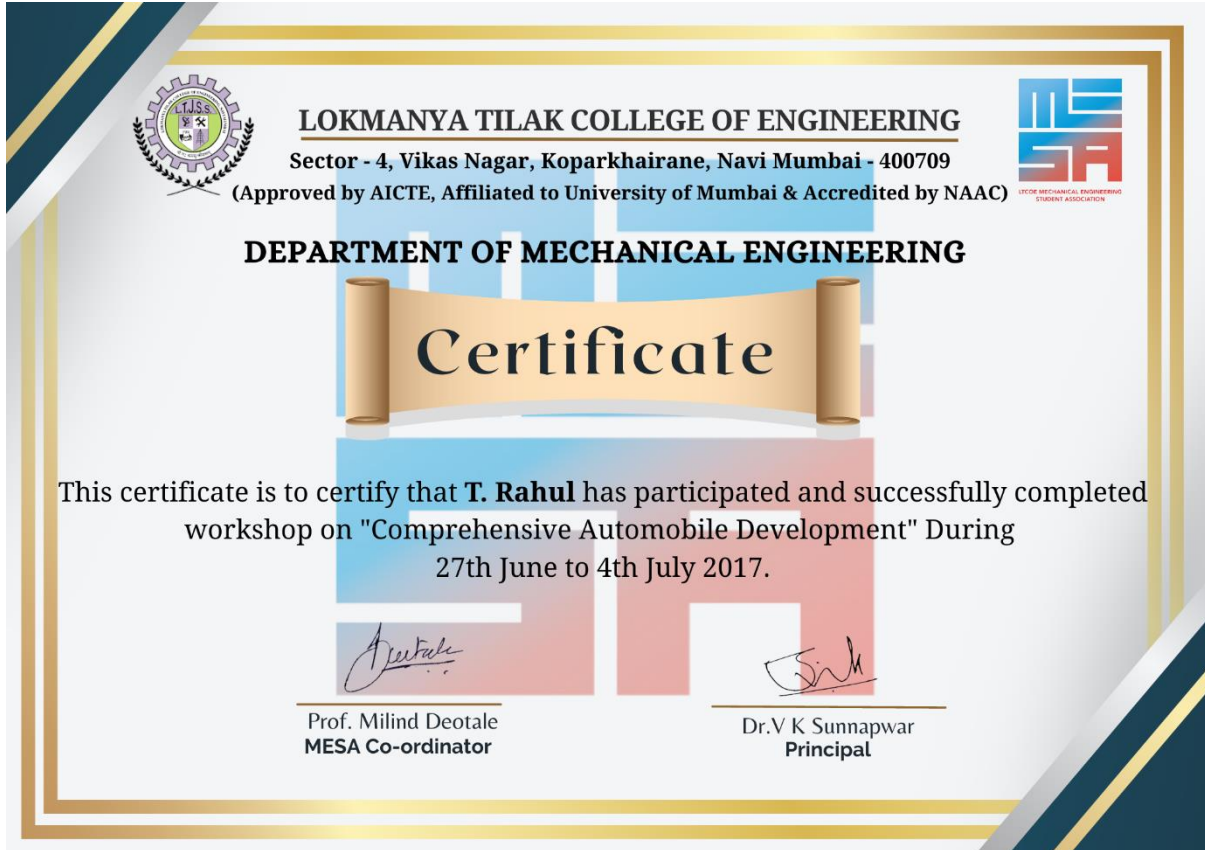 L.T.J.S.S.
LOKMANYA TILAK COLLEGE OF ENGINEERING
Sector - 4, Vikas Nagar, Koparkhairane, Navi Mumbai - 400709
(Approved by AICTE, Affiliated to University of Mumbai & Accredited by NAAC)
MESA
LTCOE MECHANICAL ENGINEERING
STUDENT ASSOCIATION
DEPARTMENT OF MECHANICAL ENGINEERING
Certificate
This certificate is to certify that T. Rahul has participated and successfully completed
workshop on "Comprehensive Automobile Development" During
27th June to 4th July 2017.
Prof. Milind Deotale
MESA Co-ordinator
Dr.V K Sunnapwar
Principal